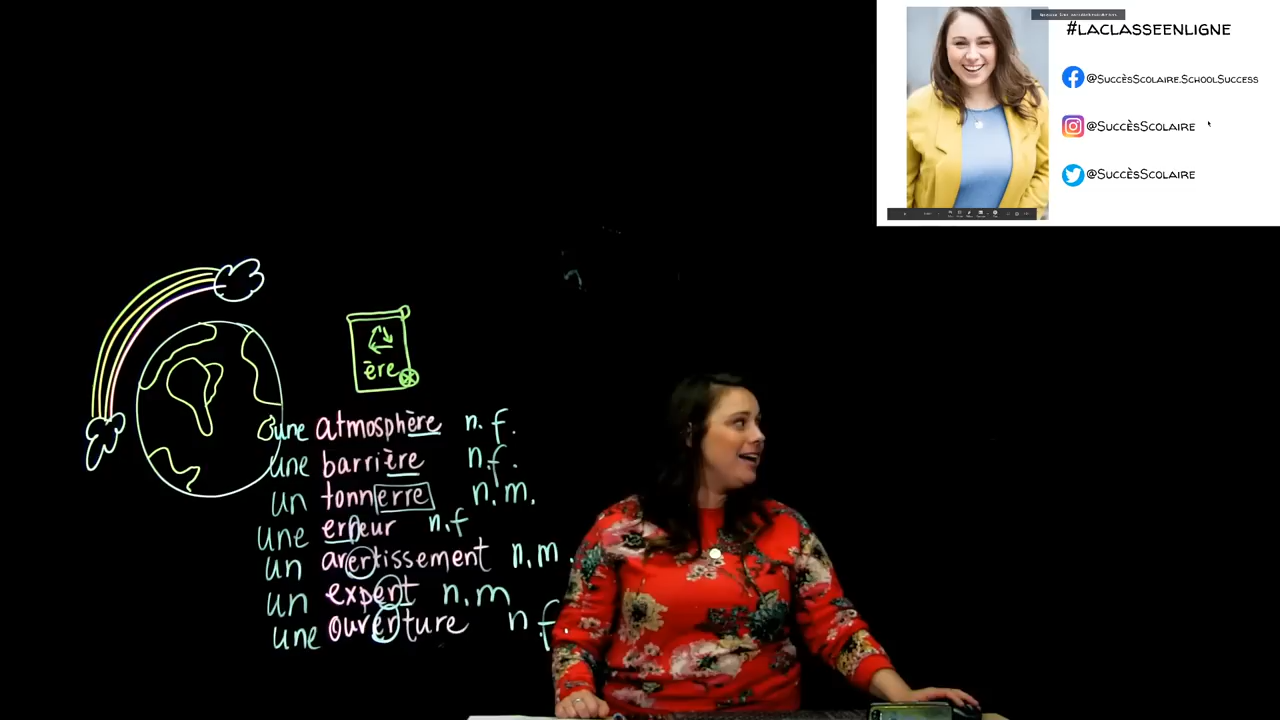 #LACLASSEENLIGNE
@SUCCÈSSCOLAIRE.SCHOOLSUCCESS
@SUCCÈSSCOLAIRE
@SUCCÈSSCOLAIRE
ère
une atmosphère n.f.
une barrière n.f.
un tonnerre n.m.
une erreur n.f
un avertissement n.m.
un expert n.m
une ouverture n.f.